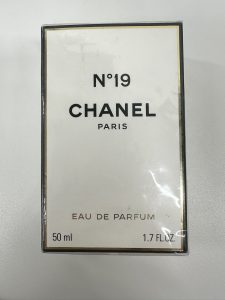 N°19
CHANEL
PARIS
EAU DE PARFUM
50 ml 1.7 FL.OZ.